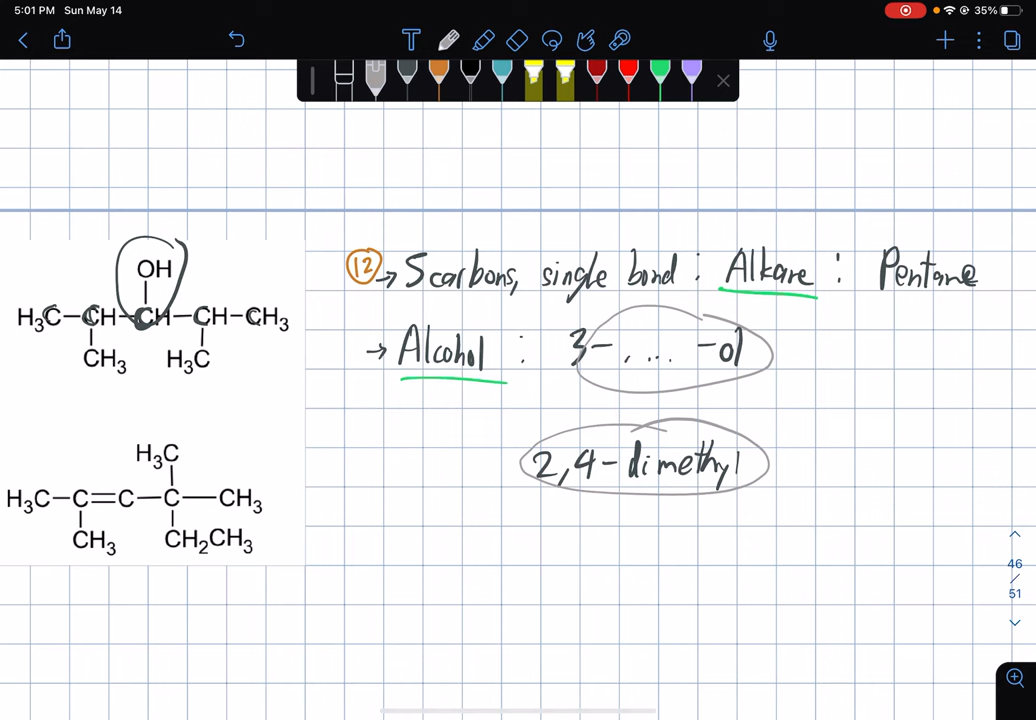 5:01 PM Sun May 14
35%
OH
H₃C–CH–CH–CH–CH₃
CH₃ H₃C
12 → 5 carbons, single bond : Alkane : Pentane
→ Alcohol : 3- . ... -ol
2,4-dimethyl
H₃C
H₃C–C=C–C–CH₃
CH₃ CH₂CH₃
46
/
51